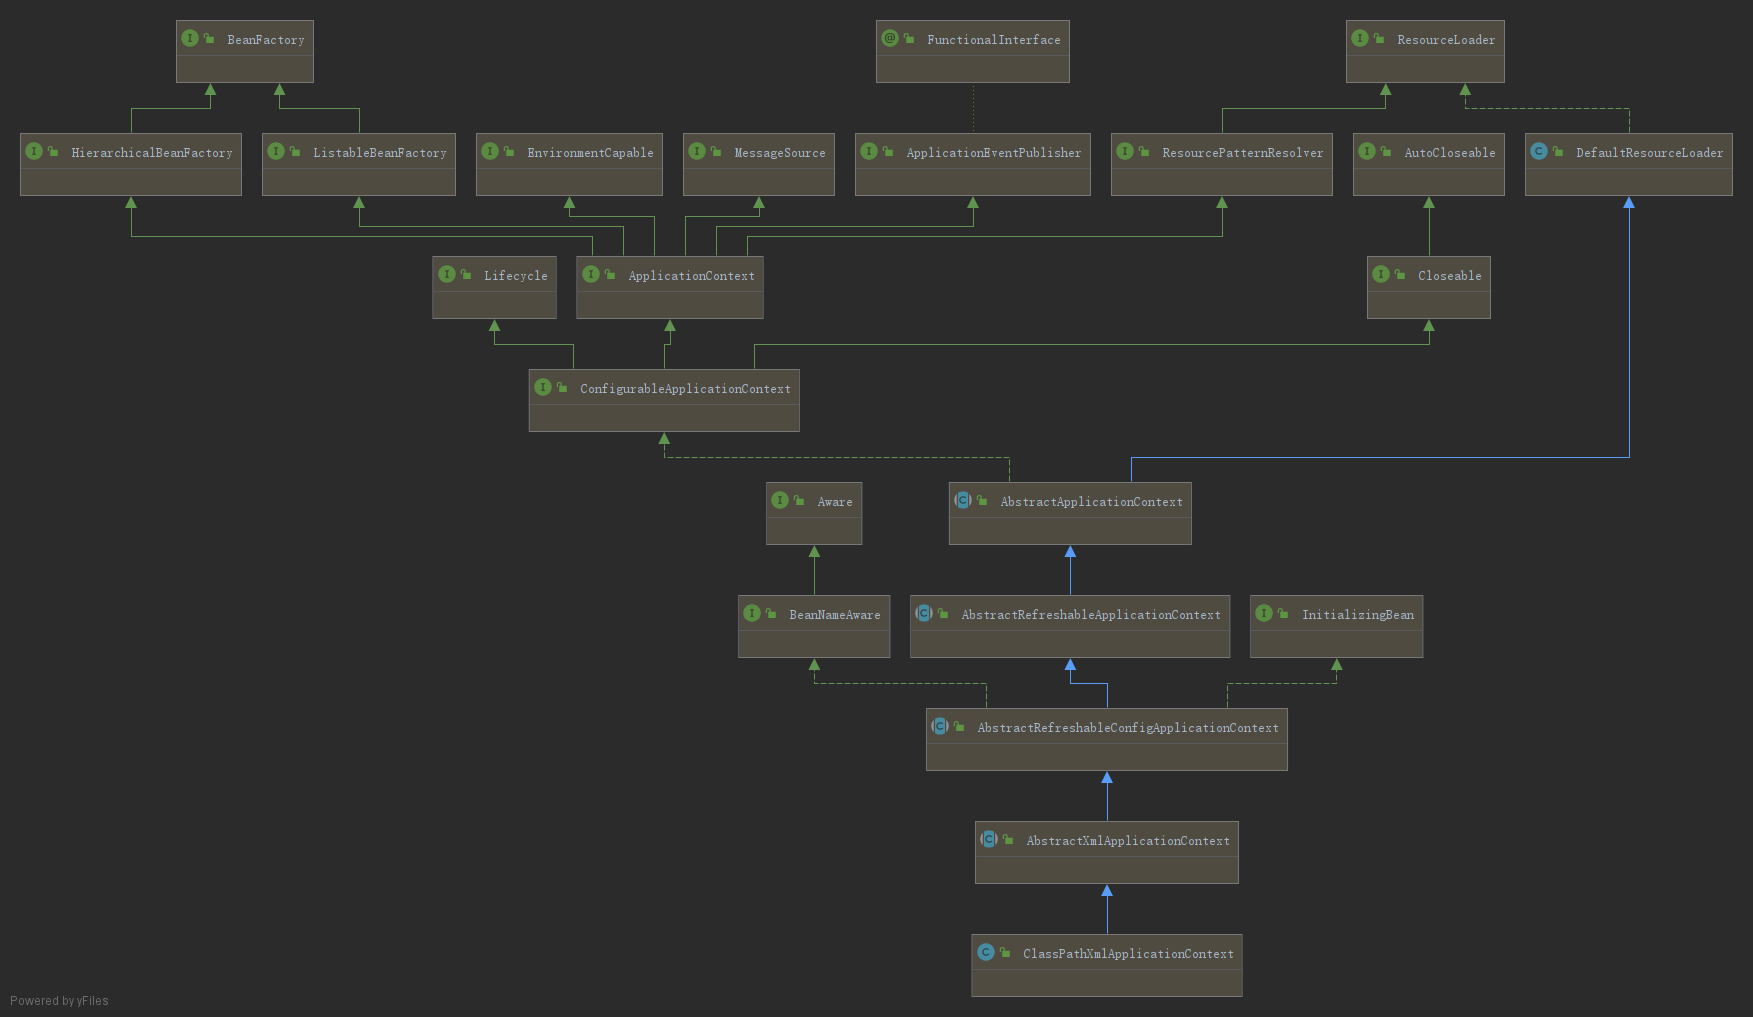 BeanFactory
FunctionalInterface
ResourceLoader
HierarchicalBeanFactory
ListableBeanFactory
EnvironmentCapable
MessageSource
ApplicationEventPublisher
ResourcePatternResolver
AutoCloseable
DefaultResourceLoader
Lifecycle
ApplicationContext
Closeable
ConfigurableApplicationContext
Aware
AbstractApplicationContext
BeanNameAware
AbstractRefreshableApplicationContext
InitializingBean
AbstractRefreshableConfigApplicationContext
AbstractXmlApplicationContext
ClassPathXmlApplicationContext
Powered by yFiles